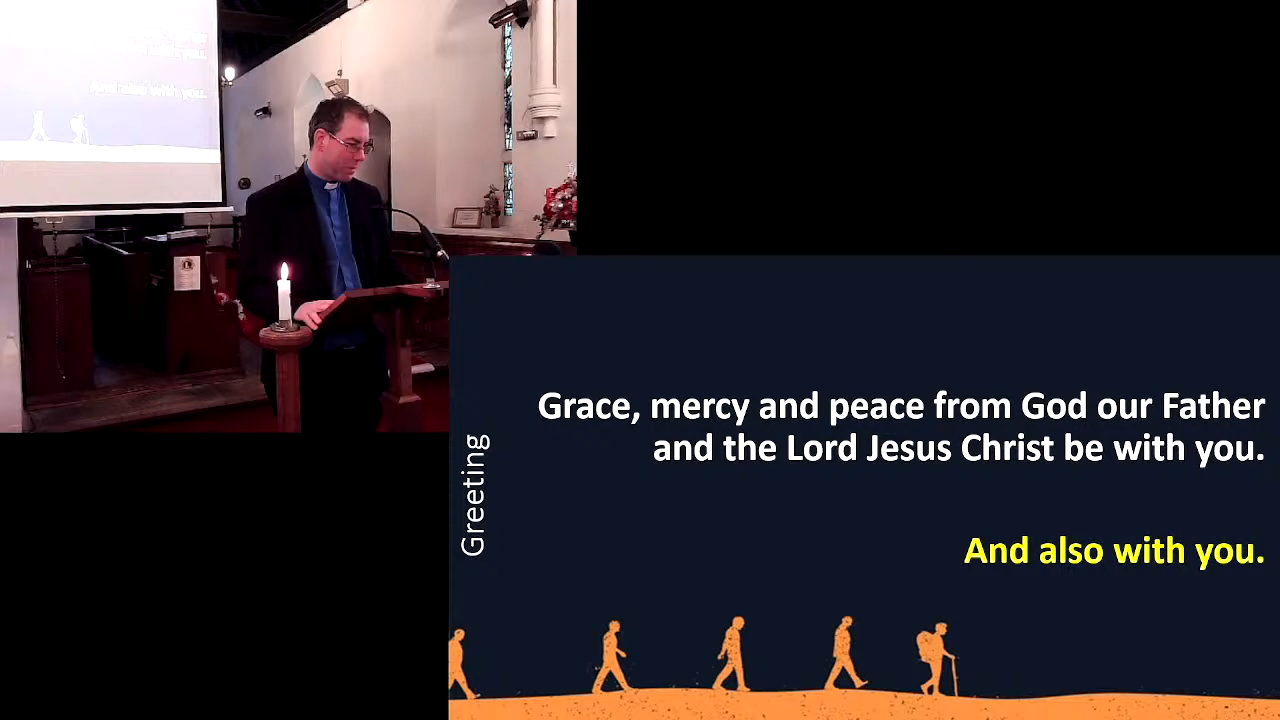 And also with you.
Greeting
Grace, mercy and peace from God our Father
and the Lord Jesus Christ be with you.
And also with you.